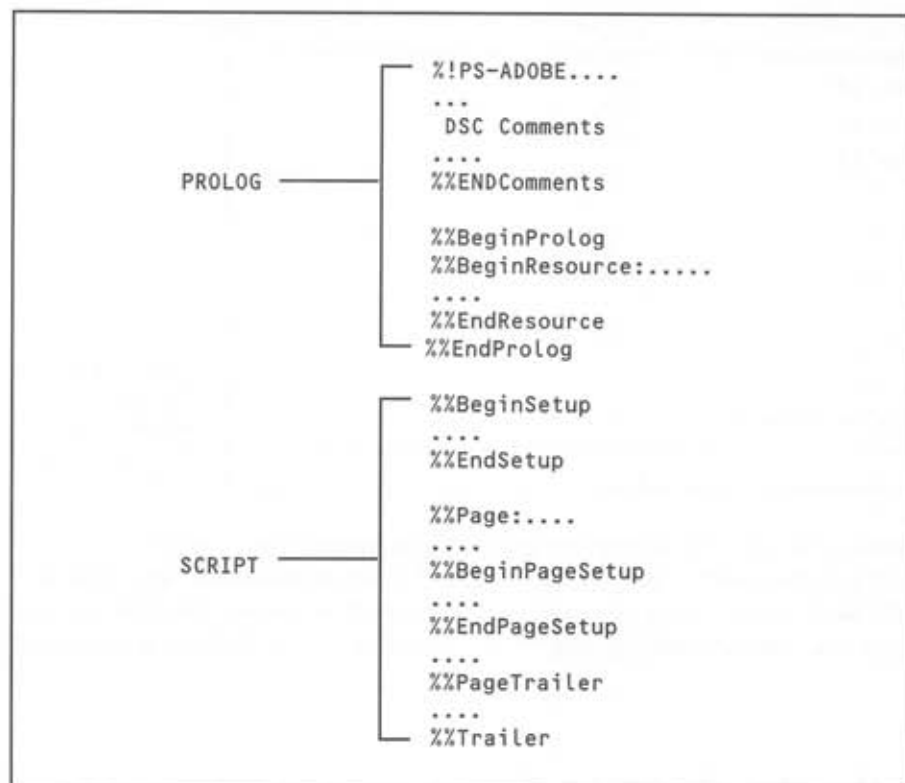 %!PS-ADOBE....
...
DSC Comments
....
PROLOG
%%ENDComments
%%BeginProlog
%%BeginResource:.....
....
%%EndResource
%%EndProlog
%%BeginSetup
....
%%EndSetup
%%Page:....
....
SCRIPT
%%BeginPageSetup
....
%%EndPageSetup
....
%%PageTrailer
....
%%Trailer